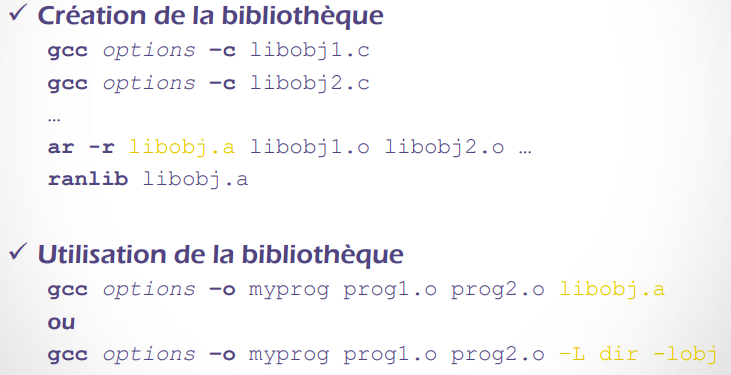 ✓ Création de la bibliothèque
gcc options –c libobj1.c
gcc options –c libobj2.c
…
ar -r libobj.a libobj1.o libobj2.o …
ranlib libobj.a
✓ Utilisation de la bibliothèque
gcc options –o myprog prog1.o prog2.o libobj.a
ou
gcc options –o myprog prog1.o prog2.o –L dir -lobj